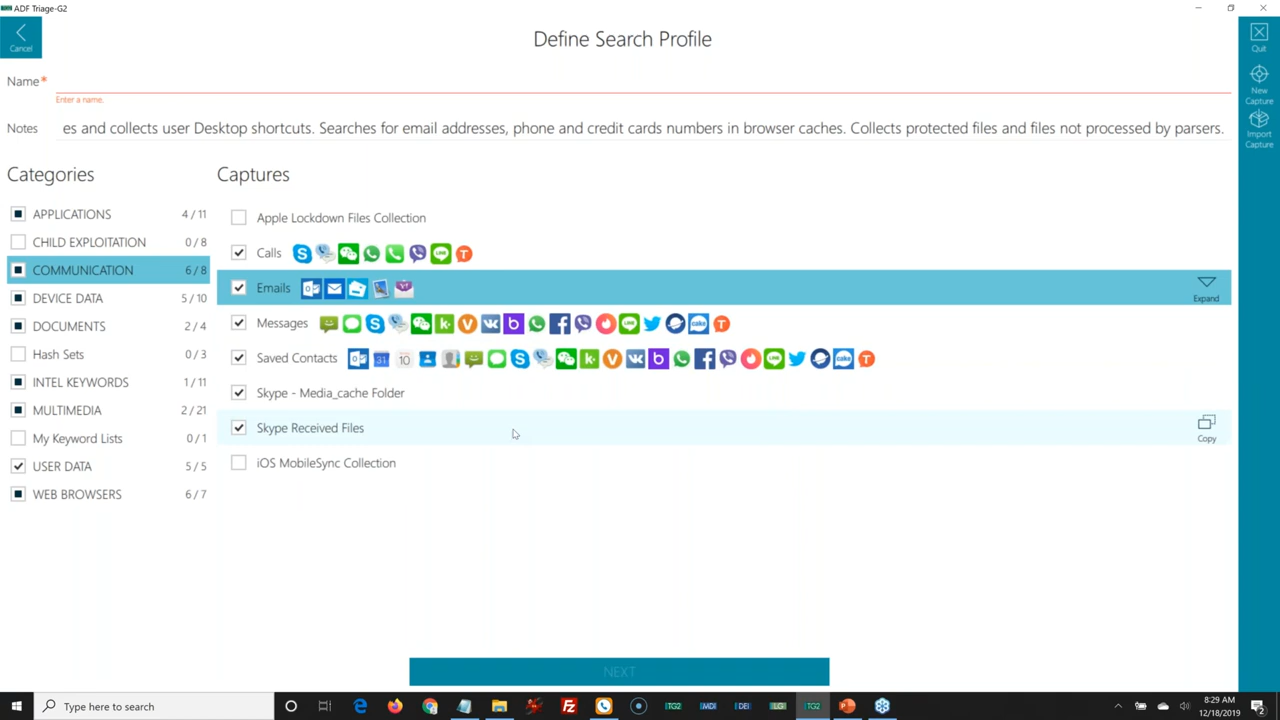 ADF Triage-G2
Cancel
Define Search Profile
Quit
Name*
Enter a name.
New
Capture
Notes
es and collects user Desktop shortcuts. Searches for email addresses, phone and credit cards numbers in browser caches. Collects protected files and files not processed by parsers.
Import
Capture
Categories
APPLICATIONS 4 / 11
CHILD EXPLOITATION 0 / 8
COMMUNICATION 6 / 8
DEVICE DATA 5 / 10
DOCUMENTS 2 / 4
Hash Sets 0 / 3
INTEL KEYWORDS 1 / 11
MULTIMEDIA 2 / 21
My Keyword Lists 0 / 1
USER DATA 5 / 5
WEB BROWSERS 6 / 7
Captures
Apple Lockdown Files Collection
Calls
Emails
Expand
Messages
Saved Contacts
Skype - Media_cache Folder
Skype Received Files
Copy
iOS MobileSync Collection
NEXT
Type here to search
TG2
MDI
DEI
LG
TG2
8:29 AM
12/18/2019